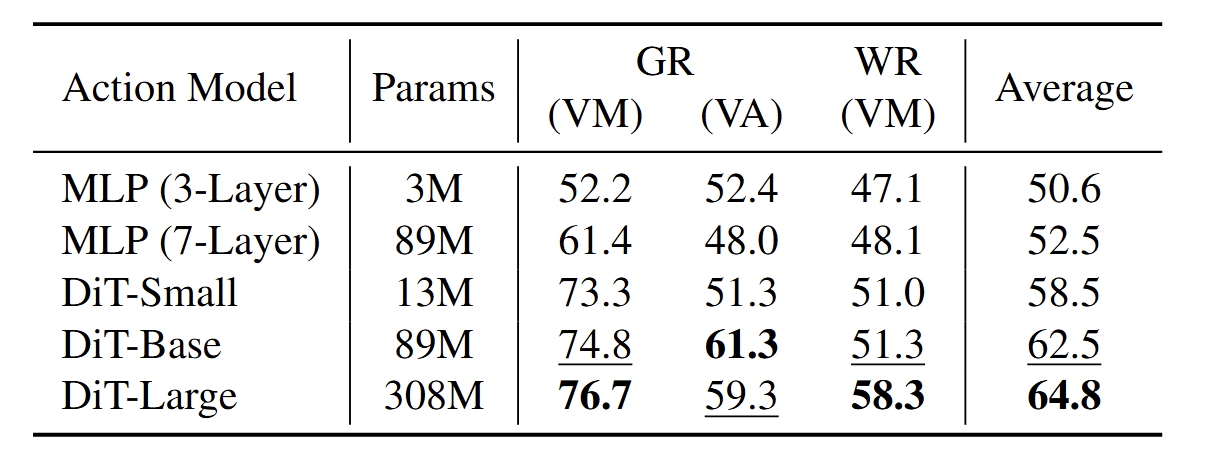 Action Model Params GR WR Average
(VM) (VA) (VM)
MLP (3-Layer) 3M 52.2 52.4 47.1 50.6
MLP (7-Layer) 89M 61.4 48.0 48.1 52.5
DiT-Small 13M 73.3 51.3 51.0 58.5
DiT-Base 89M 74.8 61.3 51.3 62.5
DiT-Large 308M 76.7 59.3 58.3 64.8